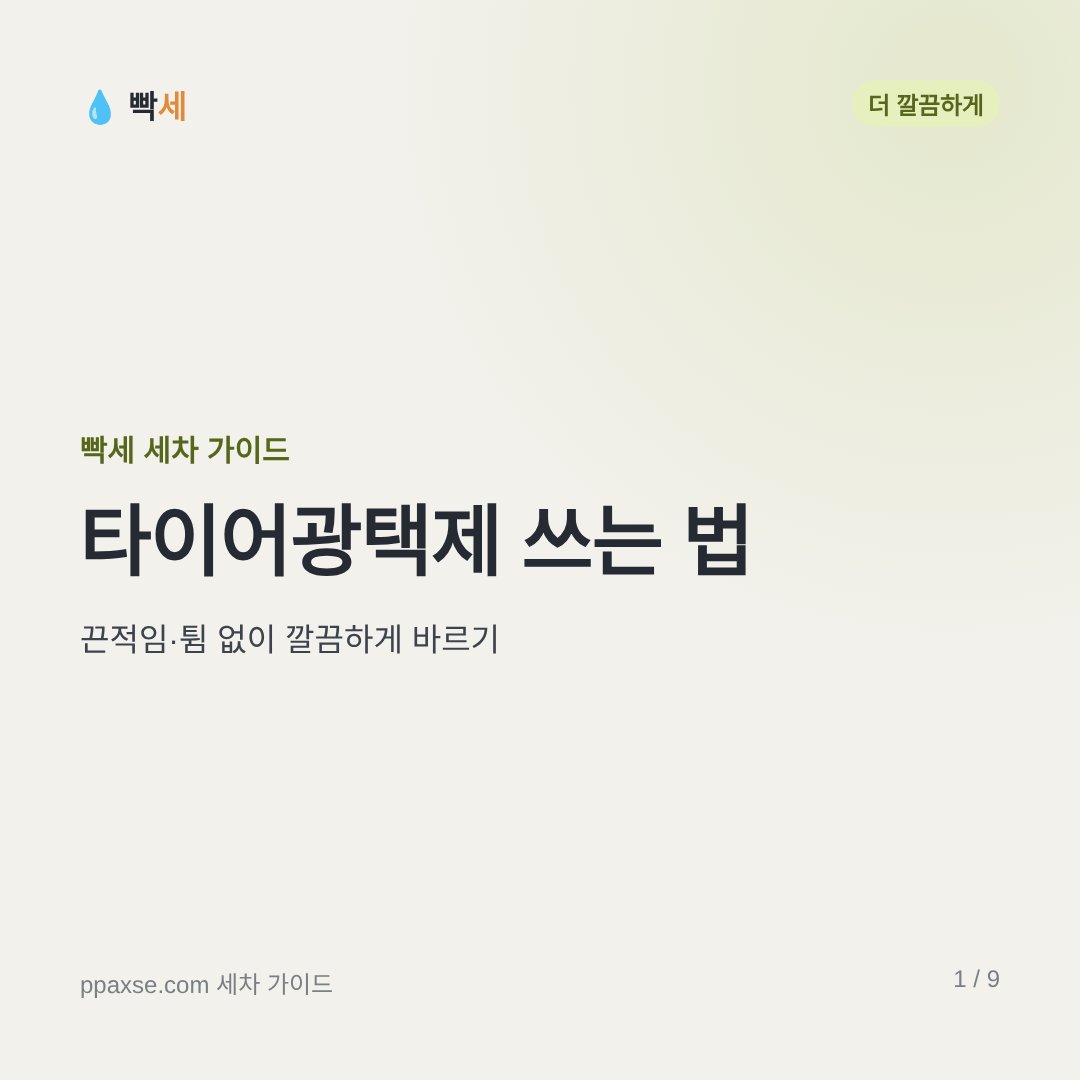 빡세
더 깔끔하게
빡세 세차 가이드
타이어광택제 쓰는 법
끈적임·튐 없이 깔끔하게 바르기
ppaxse.com 세차 가이드
1 / 9